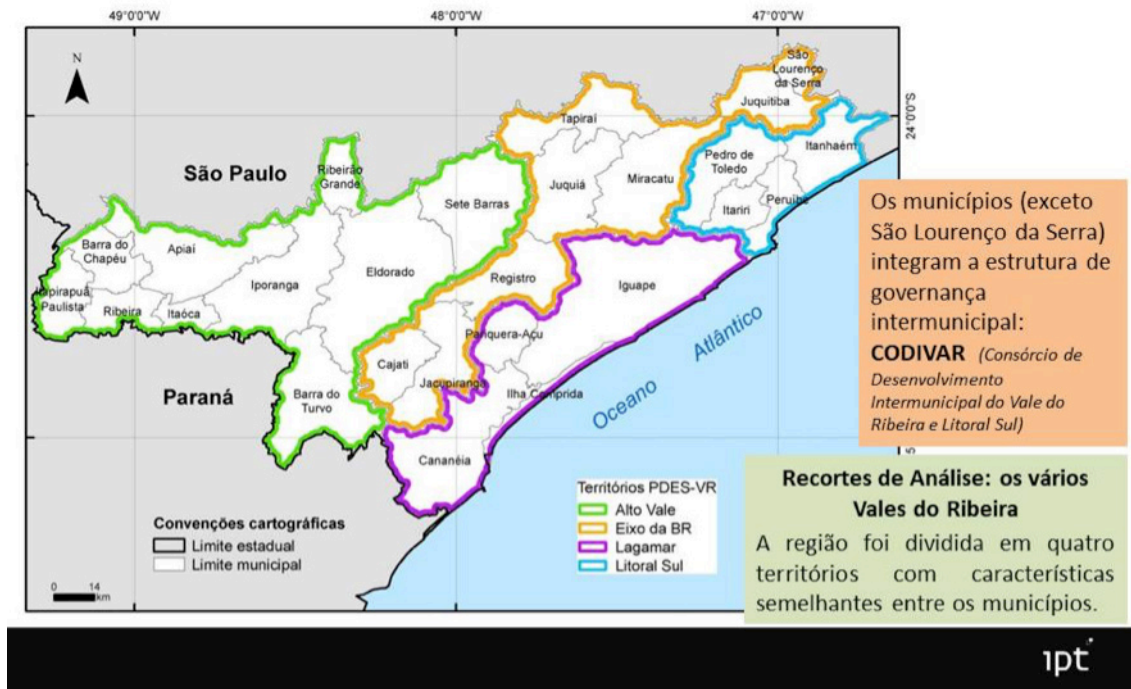 49°0'0"W
48°0'0"W
47°0'0"W
N
24°0'0"S
São Paulo
Paraná
São
Lourenço
da Serra
Juquitiba
Tapiraí
Itanhaém
Pedro de
Toledo
Ribeirão
Grande
Juquiá
Miracatu
Peruíbe
Itariri
Sete Barras
Barra do
Chapéu
Apiaí
Eldorado
Registro
Iguape
Iporanga
Itapirapuã
Paulista
Ribeira
Itaóca
Pariquera-Açu
Cajati
Jacupiranga
Ilha Comprida
Barra do
Turvo
Cananéia
Oceano Atlântico
Os municípios (exceto
São Lourenço da Serra)
integram a estrutura de
governança
intermunicipal:
CODIVAR (Consórcio de
Desenvolvimento
Intermunicipal do Vale do
Ribeira e Litoral Sul)
Convenções cartográficas
Limite estadual
Limite municipal
0 14
km
Territórios PDES-VR
Alto Vale
Eixo da BR
Lagamar
Litoral Sul
Recortes de Análise: os vários
Vales do Ribeira
A região foi dividida em quatro
territórios com características
semelhantes entre os municípios.
ipt